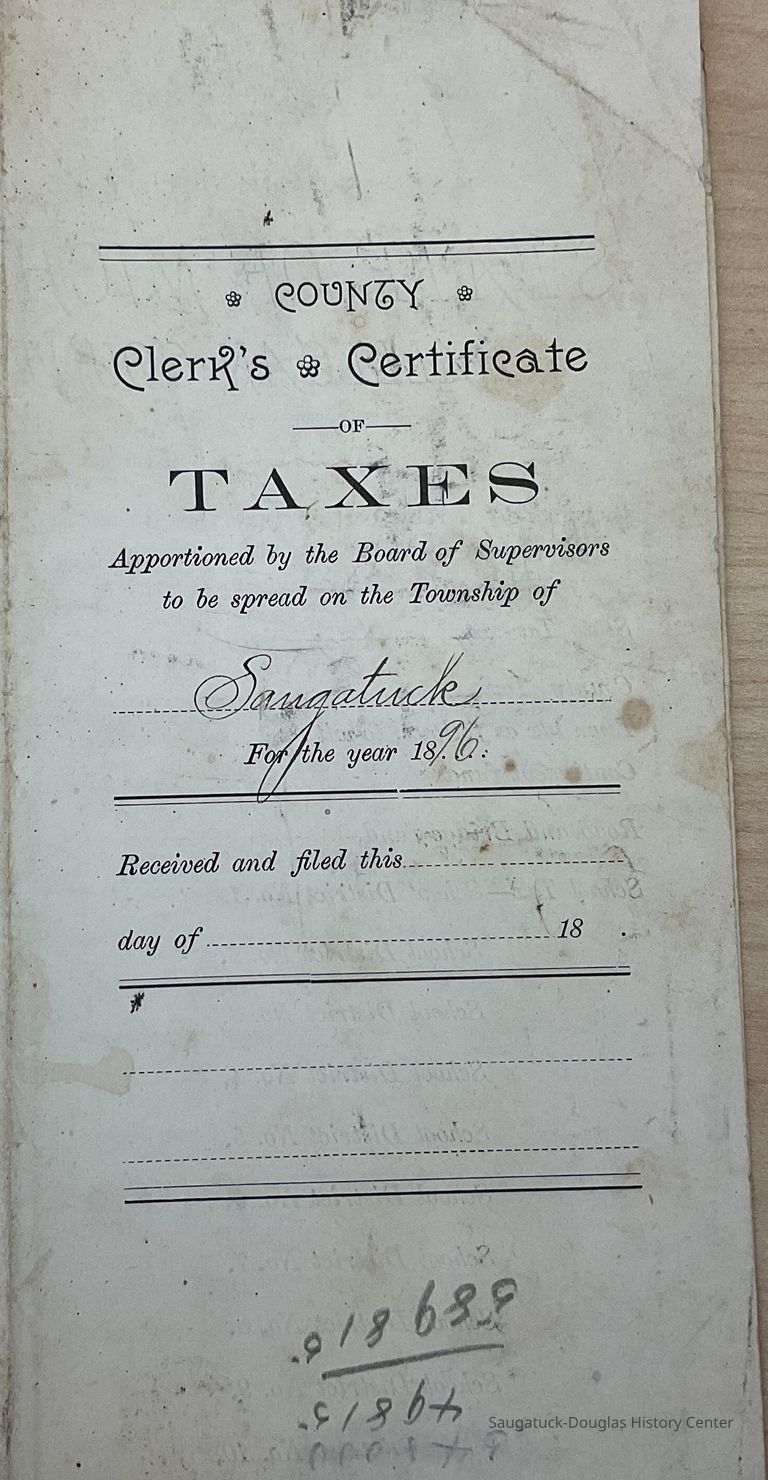 COUNTY
Clerk's Certificate
OF
TAXES
Apportioned by the Board of Supervisors
to be spread on the Township of
Saugatuck
For the year 1896.
Received and filed this
day of 18 .
Saugatuck-Douglas History Center